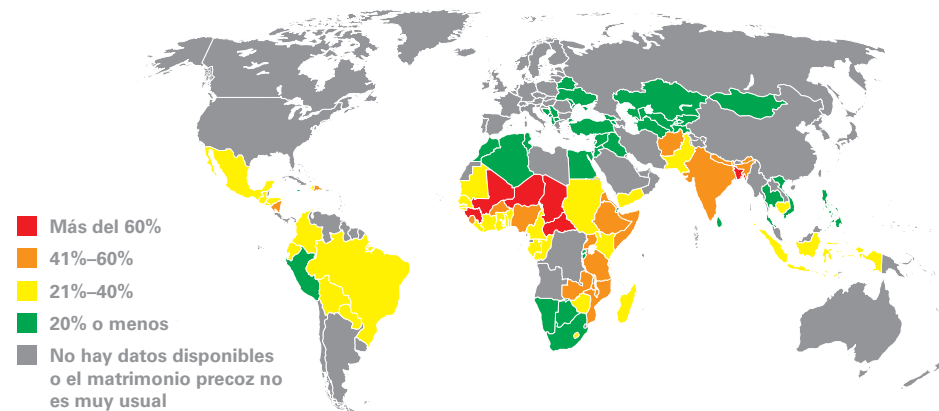 Más del 60%
41%–60%
21%–40%
20% o menos
No hay datos disponibles
o el matrimonio precoz no
es muy usual